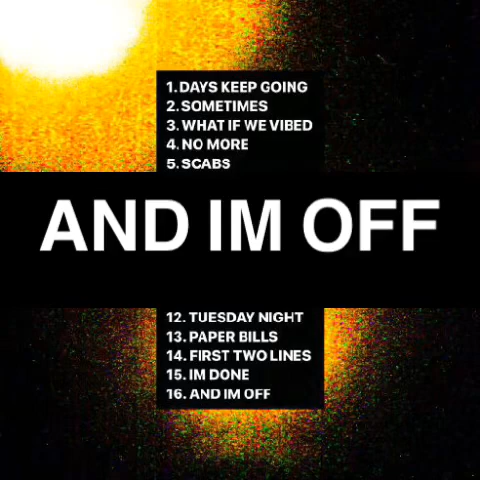 1. DAYS KEEP GOING
2. SOMETIMES
3. WHAT IF WE VIBED
4. NO MORE
5. SCABS
AND IM OFF
12. TUESDAY NIGHT
13. PAPER BILLS
14. FIRST TWO LINES
15. IM DONE
16. AND IM OFF